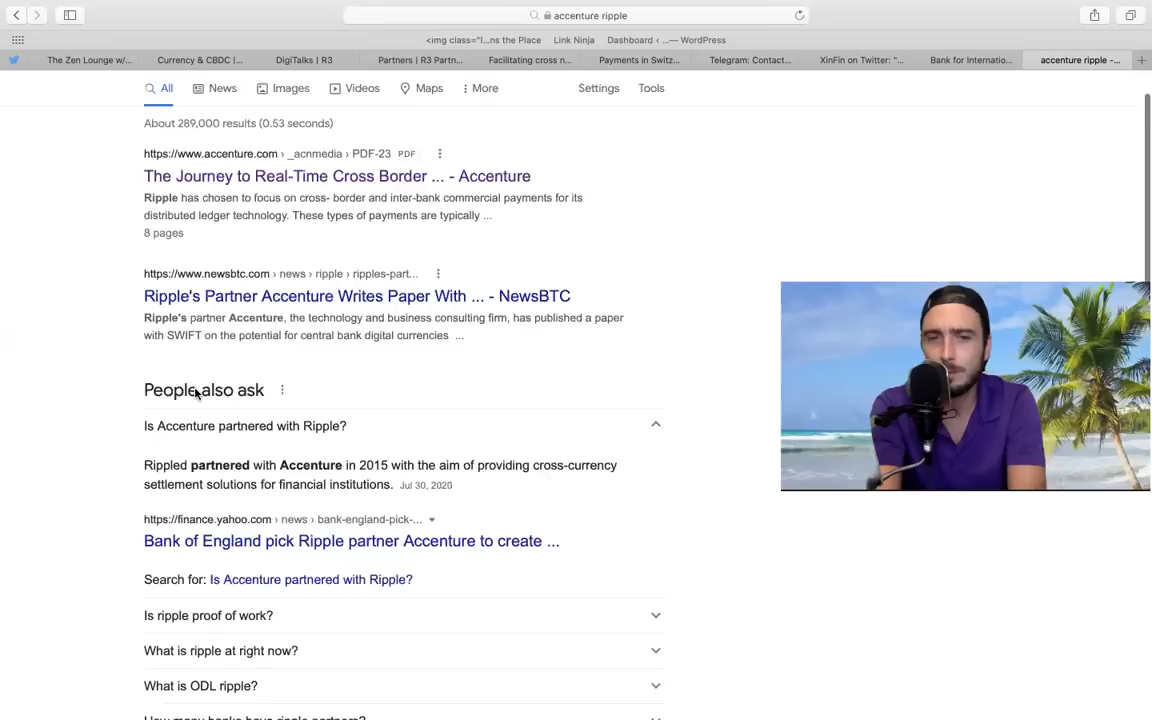 accenture ripple
<img class="l...ns the Place Link Ninja Dashboard ‹ ...— WordPress
The Zen Lounge w/... Currency & CBDC |... DigiTalks | R3 Partners | R3 Partn... Facilitating cross n... Payments in Switz... Telegram: Contact... XinFin on Twitter: "... Bank for Internatio... accenture ripple -...
All News Images Videos Maps More Settings Tools
About 289,000 results (0.53 seconds)
https://www.accenture.com › _acnmedia › PDF-23 PDF
The Journey to Real-Time Cross Border ... - Accenture
Ripple has chosen to focus on cross- border and inter-bank commercial payments for its
distributed ledger technology. These types of payments are typically ...
8 pages
https://www.newsbtc.com › news › ripple › ripples-part...
Ripple's Partner Accenture Writes Paper With ... - NewsBTC
Ripple's partner Accenture, the technology and business consulting firm, has published a paper
with SWIFT on the potential for central bank digital currencies ...
People also ask
Is Accenture partnered with Ripple?
Rippled partnered with Accenture in 2015 with the aim of providing cross-currency
settlement solutions for financial institutions. Jul 30, 2020
https://finance.yahoo.com › news › bank-england-pick-...
Bank of England pick Ripple partner Accenture to create ...
Search for: Is Accenture partnered with Ripple?
Is ripple proof of work?
What is ripple at right now?
What is ODL ripple?
How many banks have ripple partners?